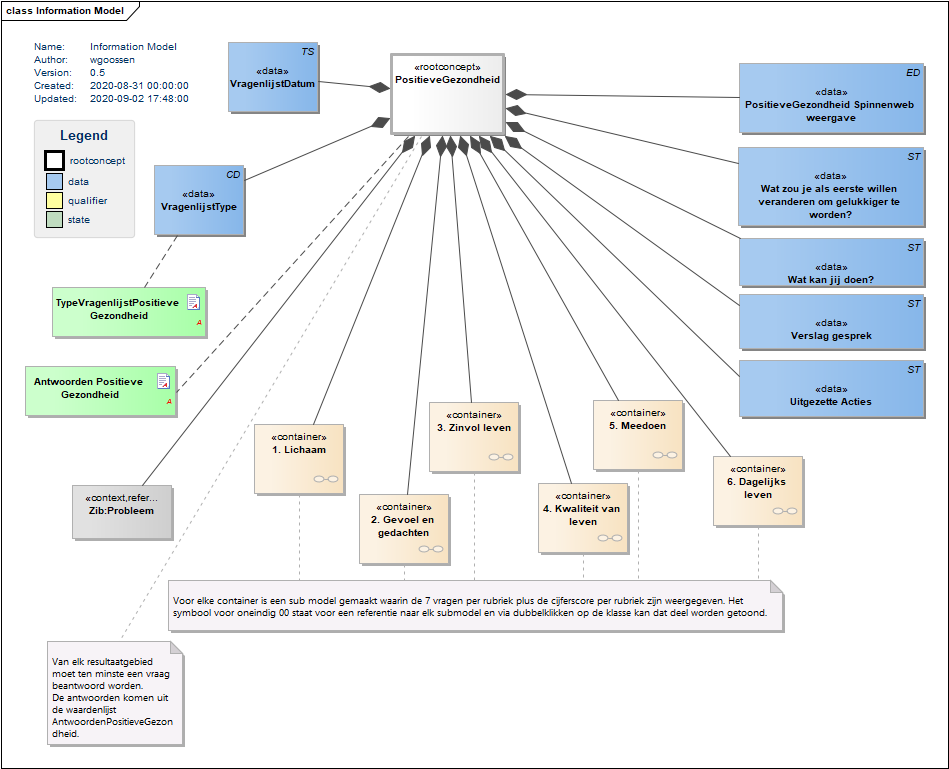 class Information Model
Name: Information Model
Author: wgoossen
Version: 0.5
Created: 2020-08-31 00:00:00
Updated: 2020-09-02 17:48:00
Legend
rootconcept
data
qualifier
state
TS
«data»
VragenlijstDatum
«rootconcept»
PositieveGezondheid
ED
«data»
PositieveGezondheid Spinnenweb
weergave
CD
«data»
VragenlijstType
ST
«data»
Wat zou je als eerste willen
veranderen om gelukkiger te
worden?
ST
«data»
Wat kan jij doen?
TypeVragenlijstPositieve
Gezondheid
A
ST
«data»
Verslag gesprek
Antwoorden Positieve
Gezondheid
A
ST
«data»
Uitgezette Acties
«container»
1. Lichaam
«container»
3. Zinvol leven
«container»
5. Meedoen
«context,refer...
Zib:Probleem
«container»
2. Gevoel en
gedachten
«container»
4. Kwaliteit van
leven
«container»
6. Dagelijks
leven
Voor elke container is een sub model gemaakt waarin de 7 vragen per rubriek plus de cijferscore per rubriek zijn weergegeven. Het
symbool voor oneindig 00 staat voor een referentie naar elk submodel en via dubbelklikken op de klasse kan dat deel worden getoond.
Van elk resultaatgebied
moet ten minste een vraag
beantwoord worden.
De antwoorden komen uit
de waardenlijst
AntwoordenPositieveGezon
dheid.